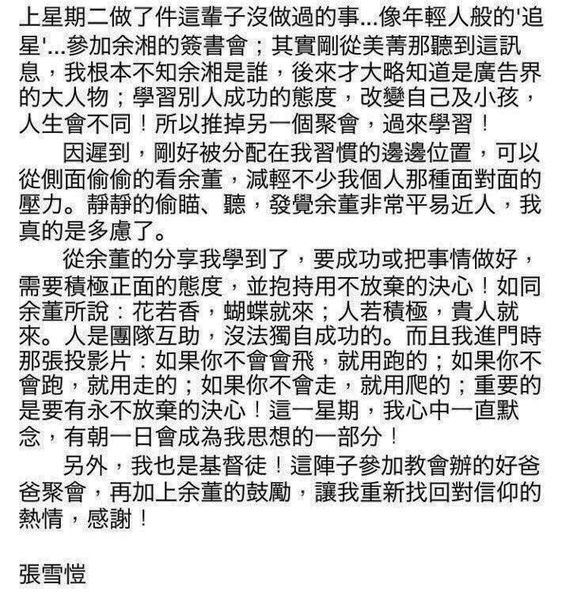 上星期二做了件這輩子沒做過的事...像年輕人般的'追
星'...參加余湘的簽書會；其實剛從美菁那聽到這訊
息，我根本不知余湘是誰，後來才大略知道是廣告界
的大人物；學習別人成功的態度，改變自己及小孩，
人生會不同！所以推掉另一個聚會，過來學習！
因遲到，剛好被分配在我習慣的邊邊位置，可以
從側面偷偷的看余董，減輕不少我個人那種面對面的
壓力。靜靜的偷瞄、聽，發覺余董非常平易近人，我
真的是多慮了。
從余董的分享我學到了，要成功或把事情做好，
需要積極正面的態度，並抱持用不放棄的決心！如同
余董所說：花若香，蝴蝶就來；人若積極，貴人就
來。人是團隊互助，沒法獨自成功的。而且我進門時
那張投影片：如果你不會會飛，就用跑的；如果你不
會跑，就用走的；如果你不會走，就用爬的；重要的
是要有永不放棄的決心！這一星期，我心中一直默
念，有朝一日會成為我思想的一部分！
另外，我也是基督徒！這陣子參加教會辦的好爸
爸聚會，再加上余董的鼓勵，讓我重新找回對信仰的
熱情，感謝！
張雪愷